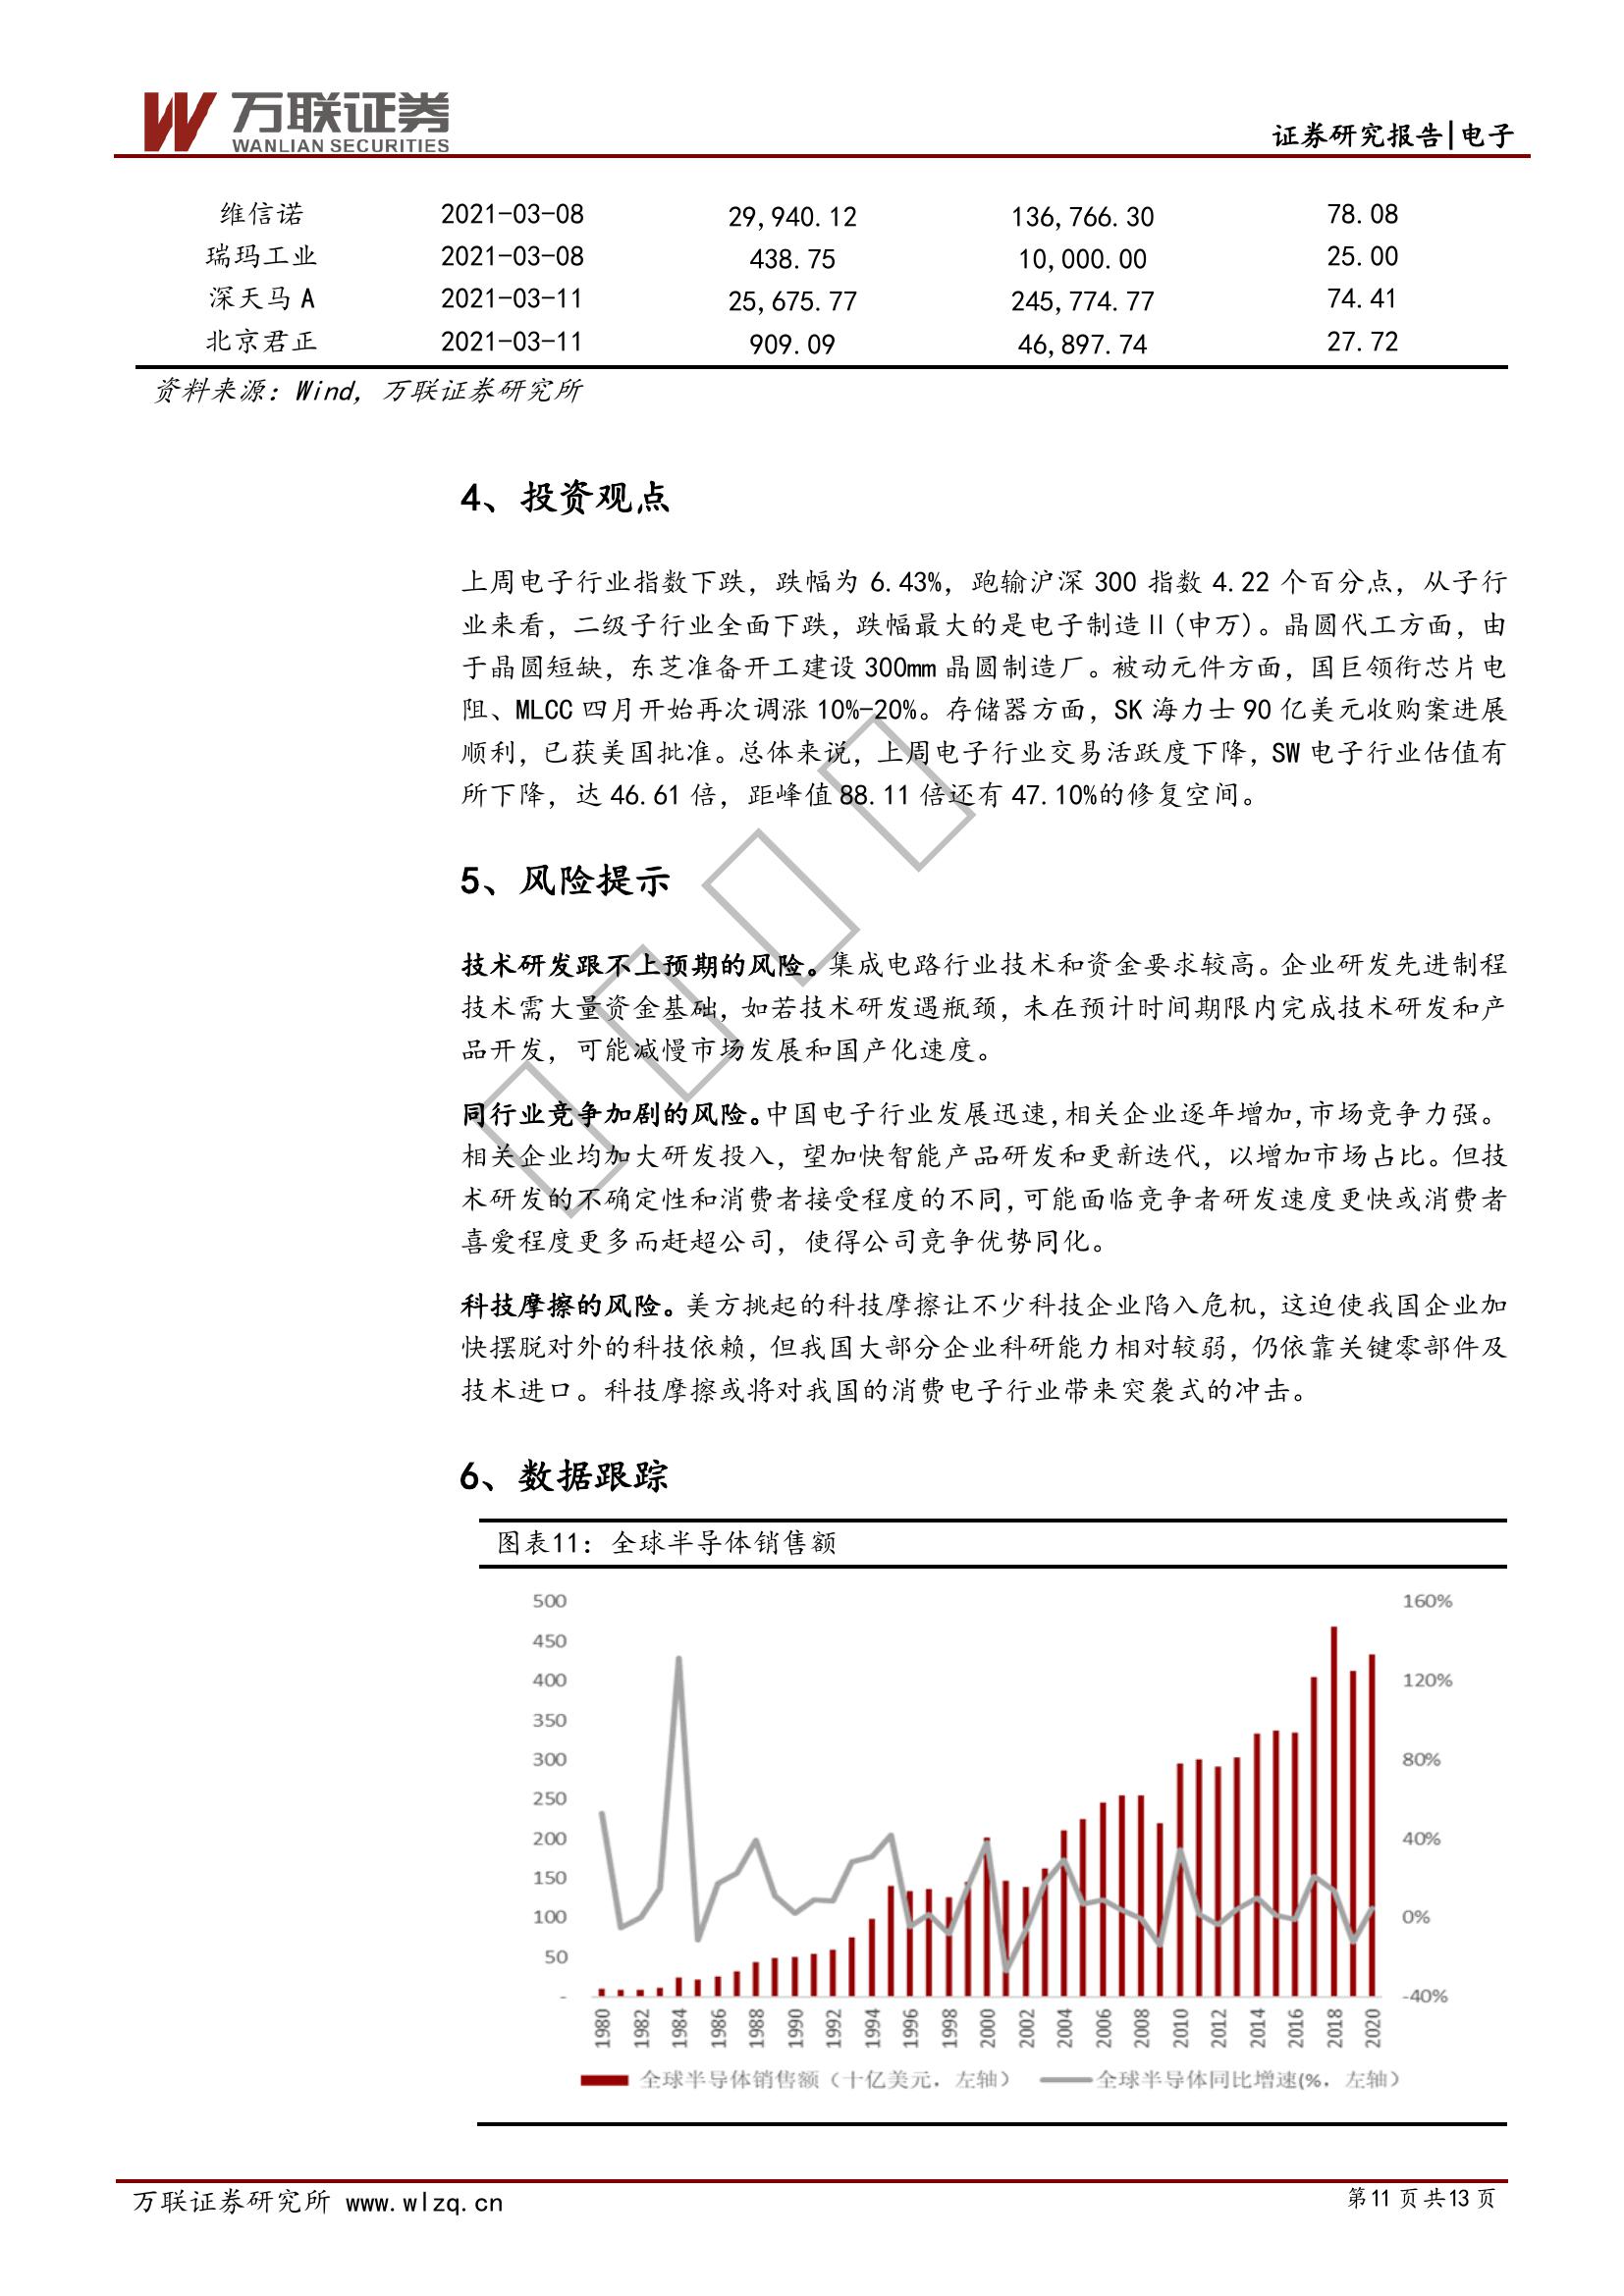 万联证券
WANLIAN SECURITIES
证券研究报告|电子
维信诺 2021-03-08 29,940.12 136,766.30 78.08
瑞玛工业 2021-03-08 438.75 10,000.00 25.00
深天马 A 2021-03-11 25,675.77 245,774.77 74.41
北京君正 2021-03-11 909.09 46,897.74 27.72
资料来源：Wind，万联证券研究所
4、投资观点
上周电子行业指数下跌，跌幅为 6.43%，跑输沪深 300 指数 4.22 个百分点，从子行
业来看，二级子行业全面下跌，跌幅最大的是电子制造Ⅱ(申万)。晶圆代工方面，由
于晶圆短缺，东芝准备开工建设 300mm 晶圆制造厂。被动元件方面，国巨领衔芯片电
阻、MLCC 四月开始再次调涨 10%-20%。存储器方面，SK 海力士 90 亿美元收购案进展
顺利，已获美国批准。总体来说，上周电子行业交易活跃度下降，SW 电子行业估值有
所下降，达 46.61 倍，距峰值 88.11 倍还有 47.10%的修复空间。
5、风险提示
技术研发跟不上预期的风险。集成电路行业技术和资金要求较高。企业研发先进制程
技术需大量资金基础，如若技术研发遇瓶颈，未在预计时间期限内完成技术研发和产
品开发，可能减慢市场发展和国产化速度。
同行业竞争加剧的风险。中国电子行业发展迅速，相关企业逐年增加，市场竞争力强。
相关企业均加大研发投入，望加快智能产品研发和更新迭代，以增加市场占比。但技
术研发的不确定性和消费者接受程度的不同，可能面临竞争者研发速度更快或消费者
喜爱程度更多而赶超公司，使得公司竞争优势同化。
科技摩擦的风险。美方挑起的科技摩擦让不少科技企业陷入危机，这迫使我国企业加
快摆脱对外的科技依赖，但我国大部分企业科研能力相对较弱，仍依靠关键零部件及
技术进口。科技摩擦或将对我国的消费电子行业带来突袭式的冲击。
6、数据跟踪
图表11：全球半导体销售额
500 160%
450
400 120%
350
300 80%
250
200 40%
150
100 0%
50
- -40%
1980 1982 1984 1986 1988 1990 1992 1994 1996 1998 2000 2002 2004 2006 2008 2010 2012 2014 2016 2018 2020
全球半导体销售额（十亿美元，左轴） 全球半导体同比增速(%，左轴）
万联证券研究所 www.wlzq.cn 第11 页 共13 页